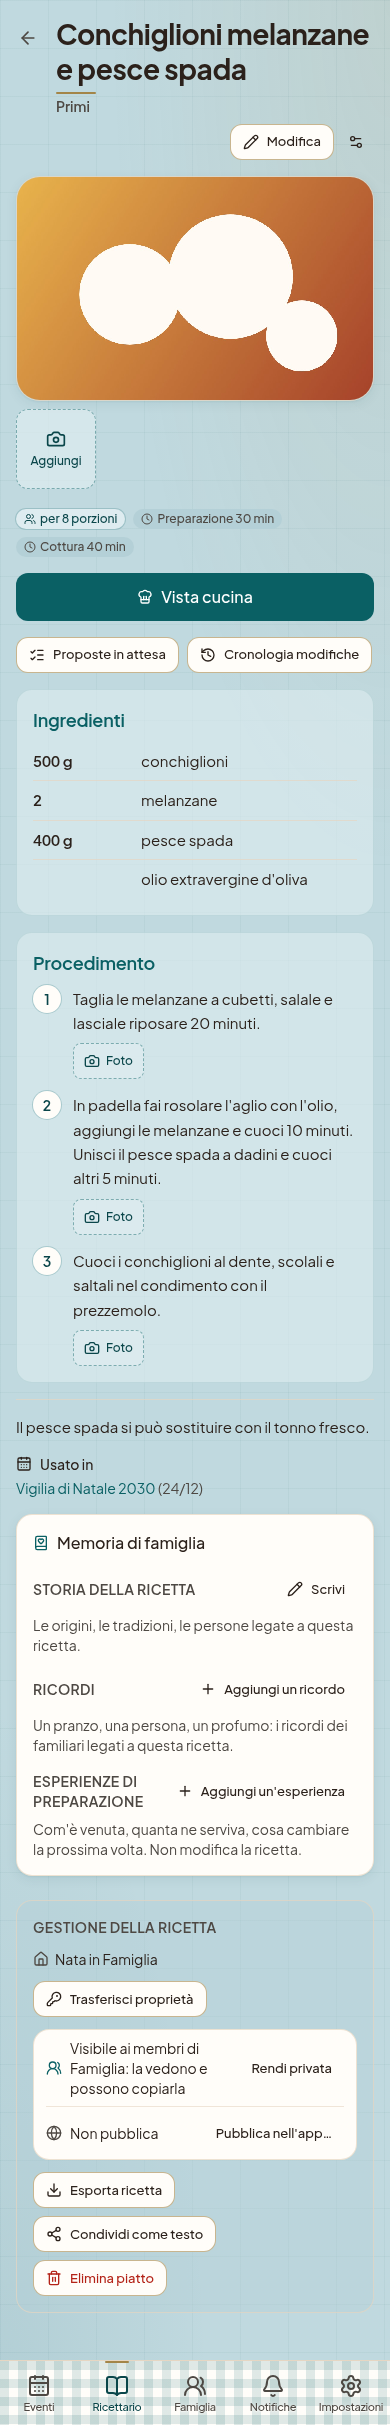 Conchiglioni melanzane
e pesce spada
Primi
Modifica
Aggiungi
per 8 porzioni
Preparazione 30 min
Cottura 40 min
Vista cucina
Proposte in attesa
Cronologia modifiche
Ingredienti
500 g conchiglioni
2 melanzane
400 g pesce spada
olio extravergine d'oliva
Procedimento
1 Taglia le melanzane a cubetti, salale e
lasciale riposare 20 minuti.
Foto
2 In padella fai rosolare l'aglio con l'olio,
aggiungi le melanzane e cuoci 10 minuti.
Unisci il pesce spada a dadini e cuoci
altri 5 minuti.
Foto
3 Cuoci i conchiglioni al dente, scolali e
saltali nel condimento con il
prezzemolo.
Foto
Il pesce spada si può sostituire con il tonno fresco.
Usato in
Vigilia di Natale 2030 (24/12)
Memoria di famiglia
STORIA DELLA RICETTA
Scrivi
Le origini, le tradizioni, le persone legate a questa
ricetta.
RICORDI
Aggiungi un ricordo
Un pranzo, una persona, un profumo: i ricordi dei
familiari legati a questa ricetta.
ESPERIENZE DI
PREPARAZIONE
Aggiungi un'esperienza
Com'è venuta, quanta ne serviva, cosa cambiare
la prossima volta. Non modifica la ricetta.
GESTIONE DELLA RICETTA
Nata in Famiglia
Trasferisci proprietà
Visibile ai membri di
Famiglia: la vedono e
possono copiarla
Rendi privata
Non pubblica
Pubblica nell'app…
Esporta ricetta
Condividi come testo
Elimina piatto
Eventi
Ricettario
Famiglia
Notifiche
Impostazioni